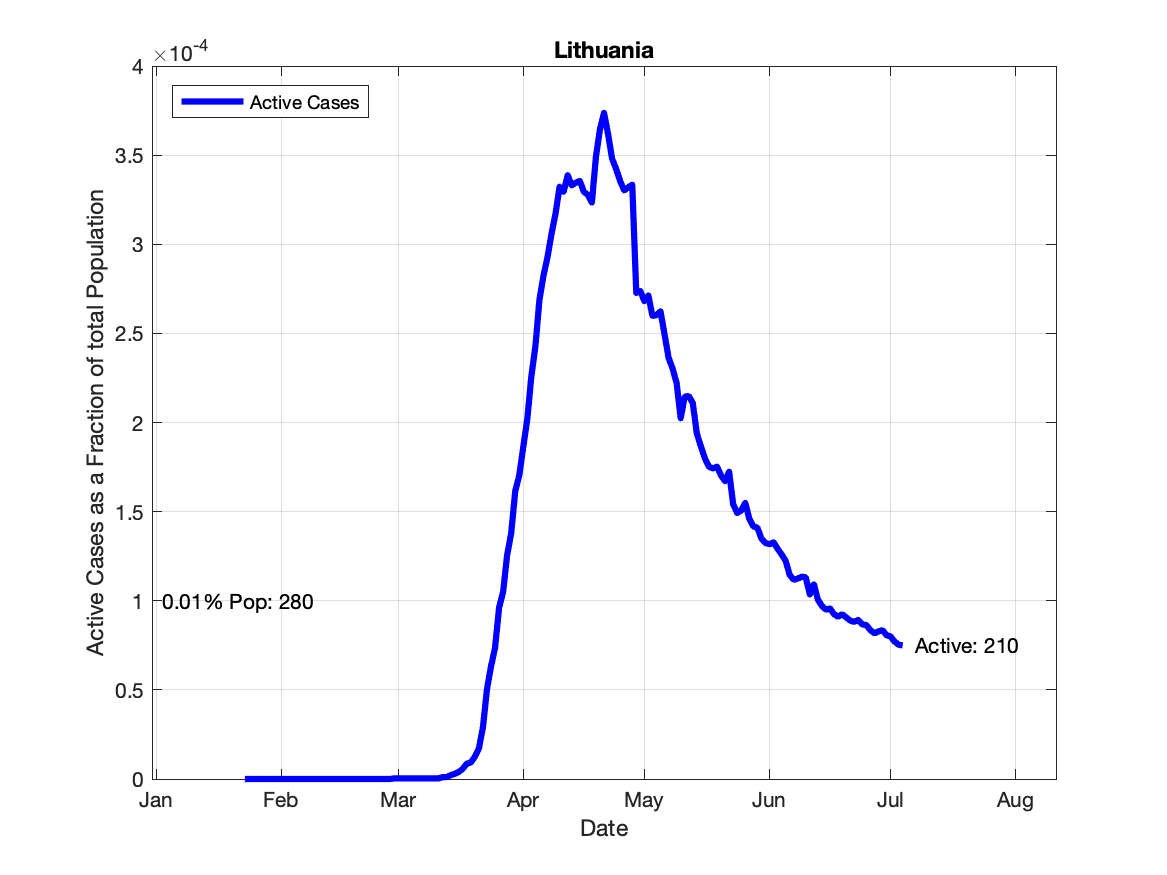 Lithuania
×10-4
Active Cases
4
3.5
3
2.5
2
1.5
1
0.5
0
Active Cases as a Fraction of total Population
0.01% Pop: 280
Active: 210
Jan Feb Mar Apr May Jun Jul Aug
Date